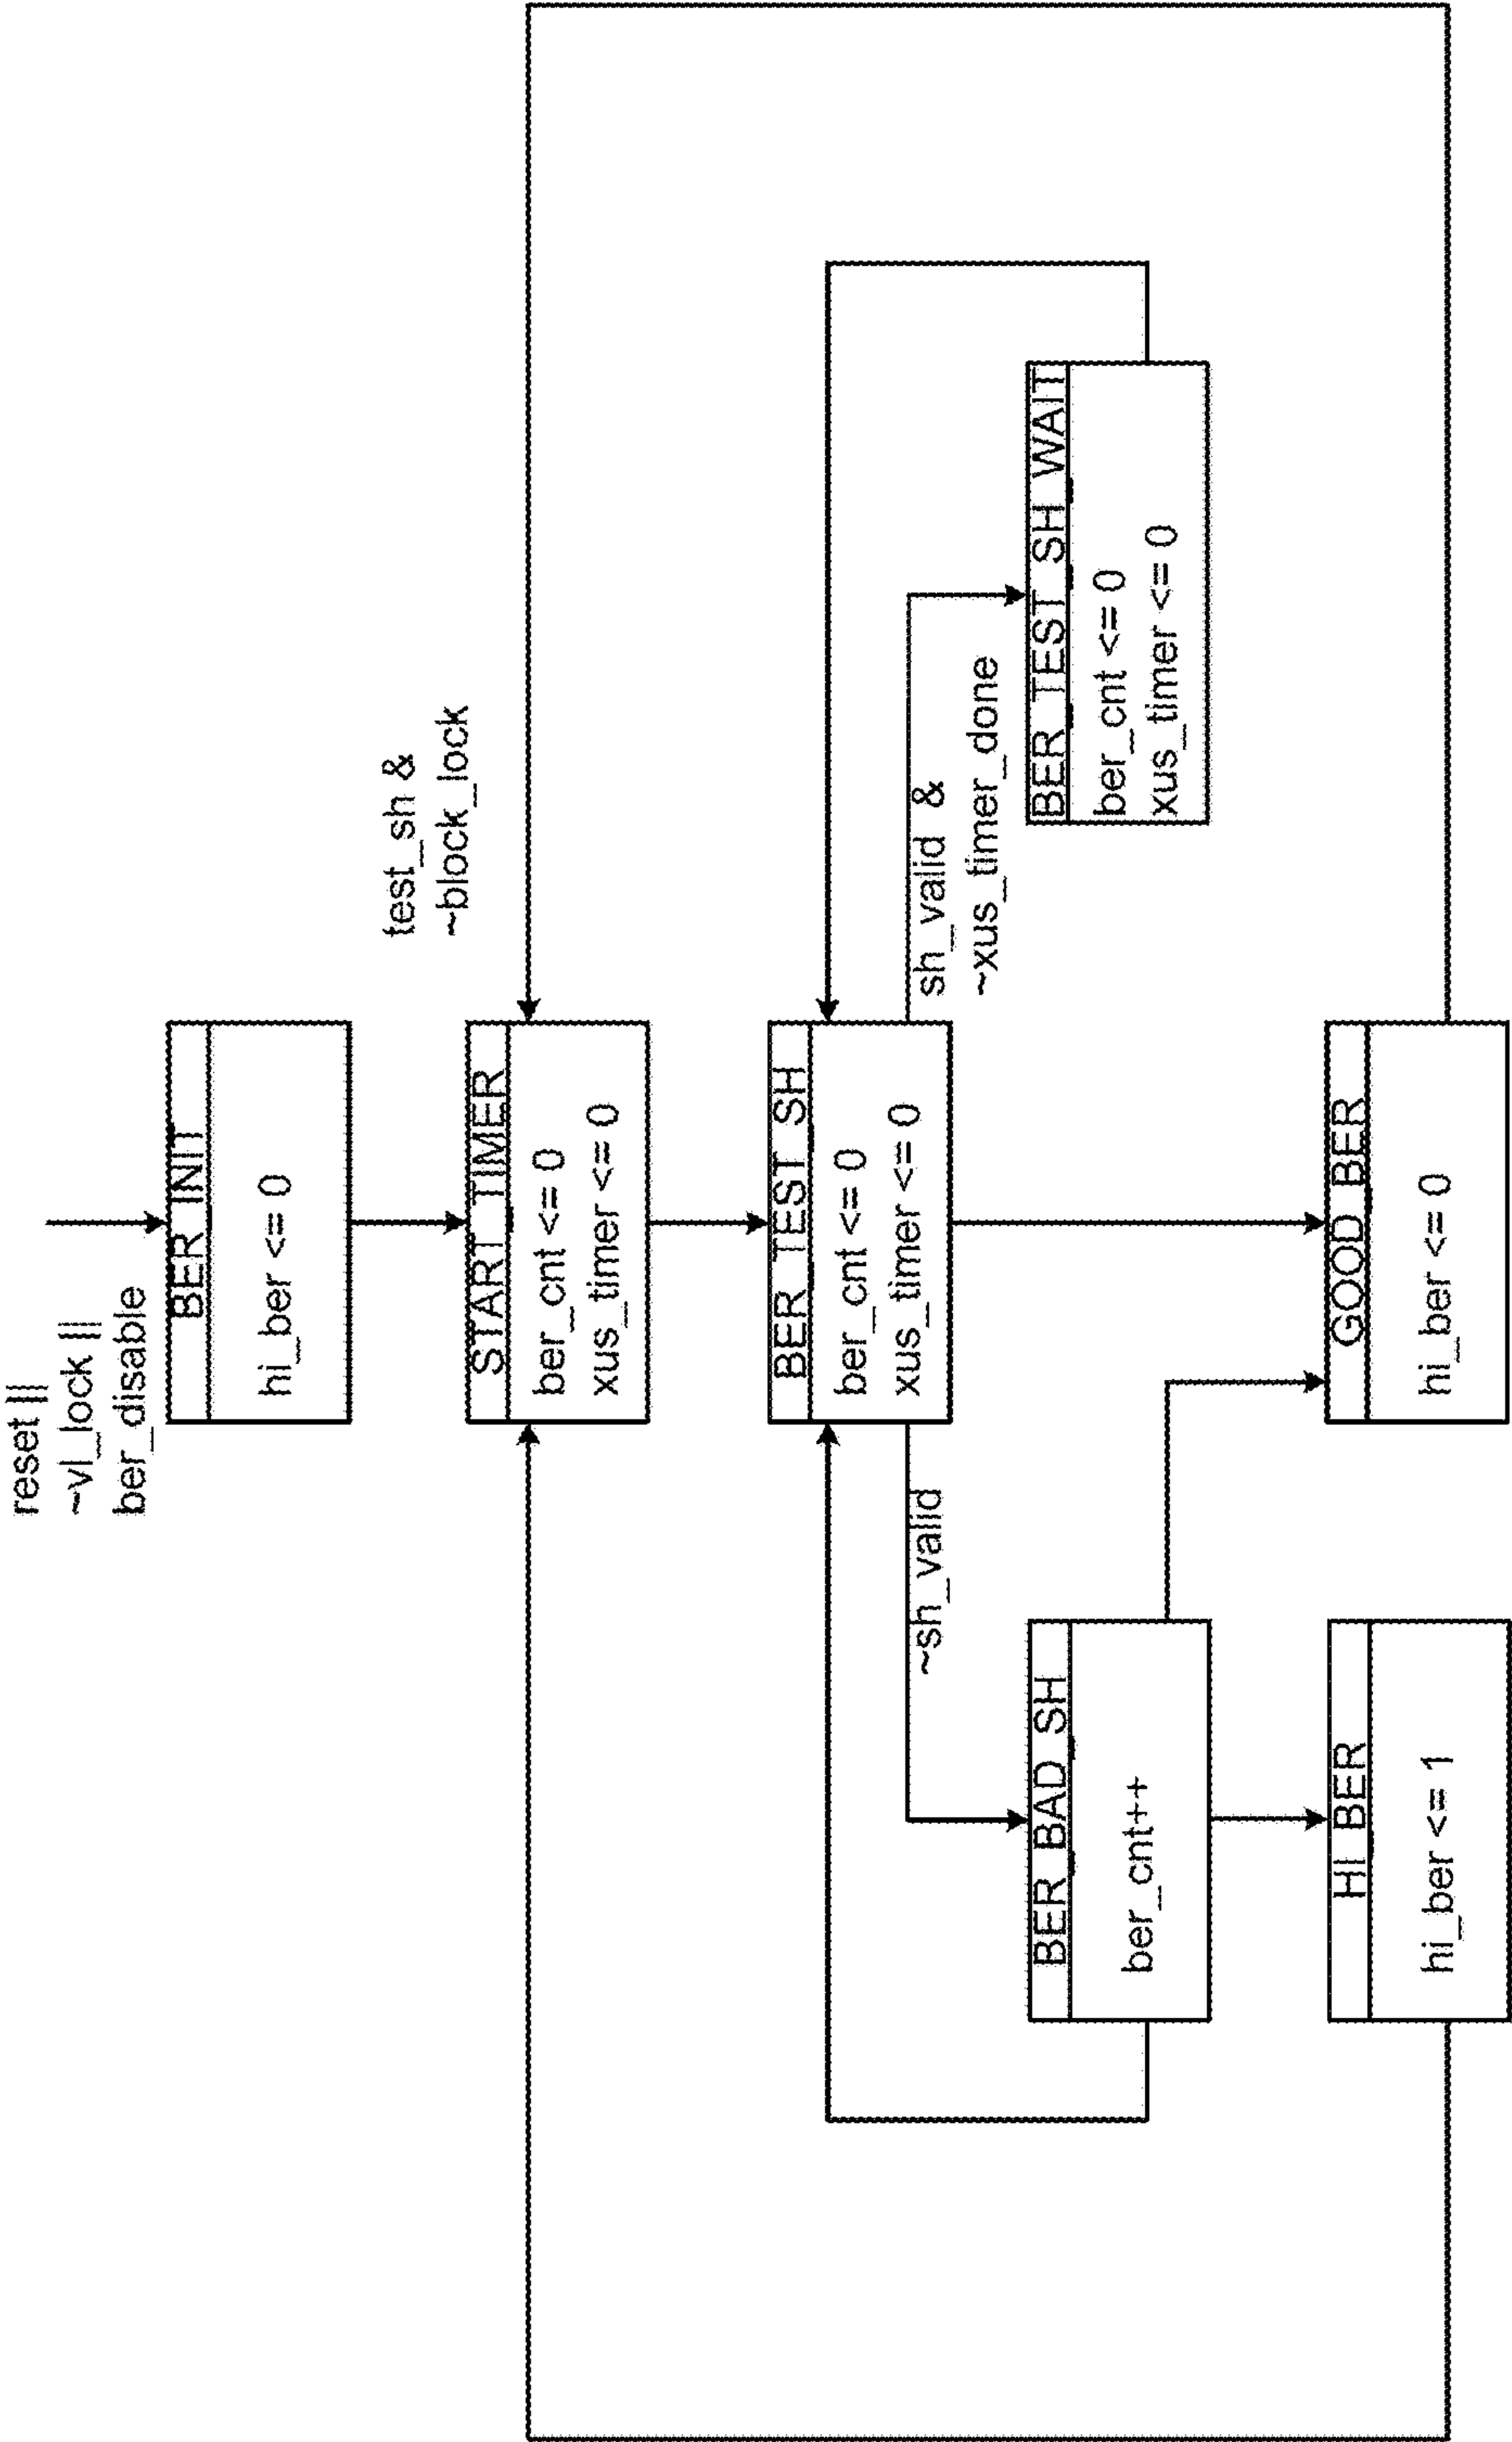 reset ||
~vl_lock ||
ber_disable
BER_INIT
hi_ber <= 0
test_sh &
~block_lock
START_TIMER
ber_cnt <= 0
xus_timer <= 0
BER_TEST_SH
ber_cnt <= 0
xus_timer <= 0
~sh_valid
sh_valid &
~xus_timer_done
BER_BAD_SH
ber_cnt++
BER_TEST_SH_WAIT
ber_cnt <= 0
xus_timer <= 0
HI_BER
hi_ber <= 1
GOOD_BER
hi_ber <= 0